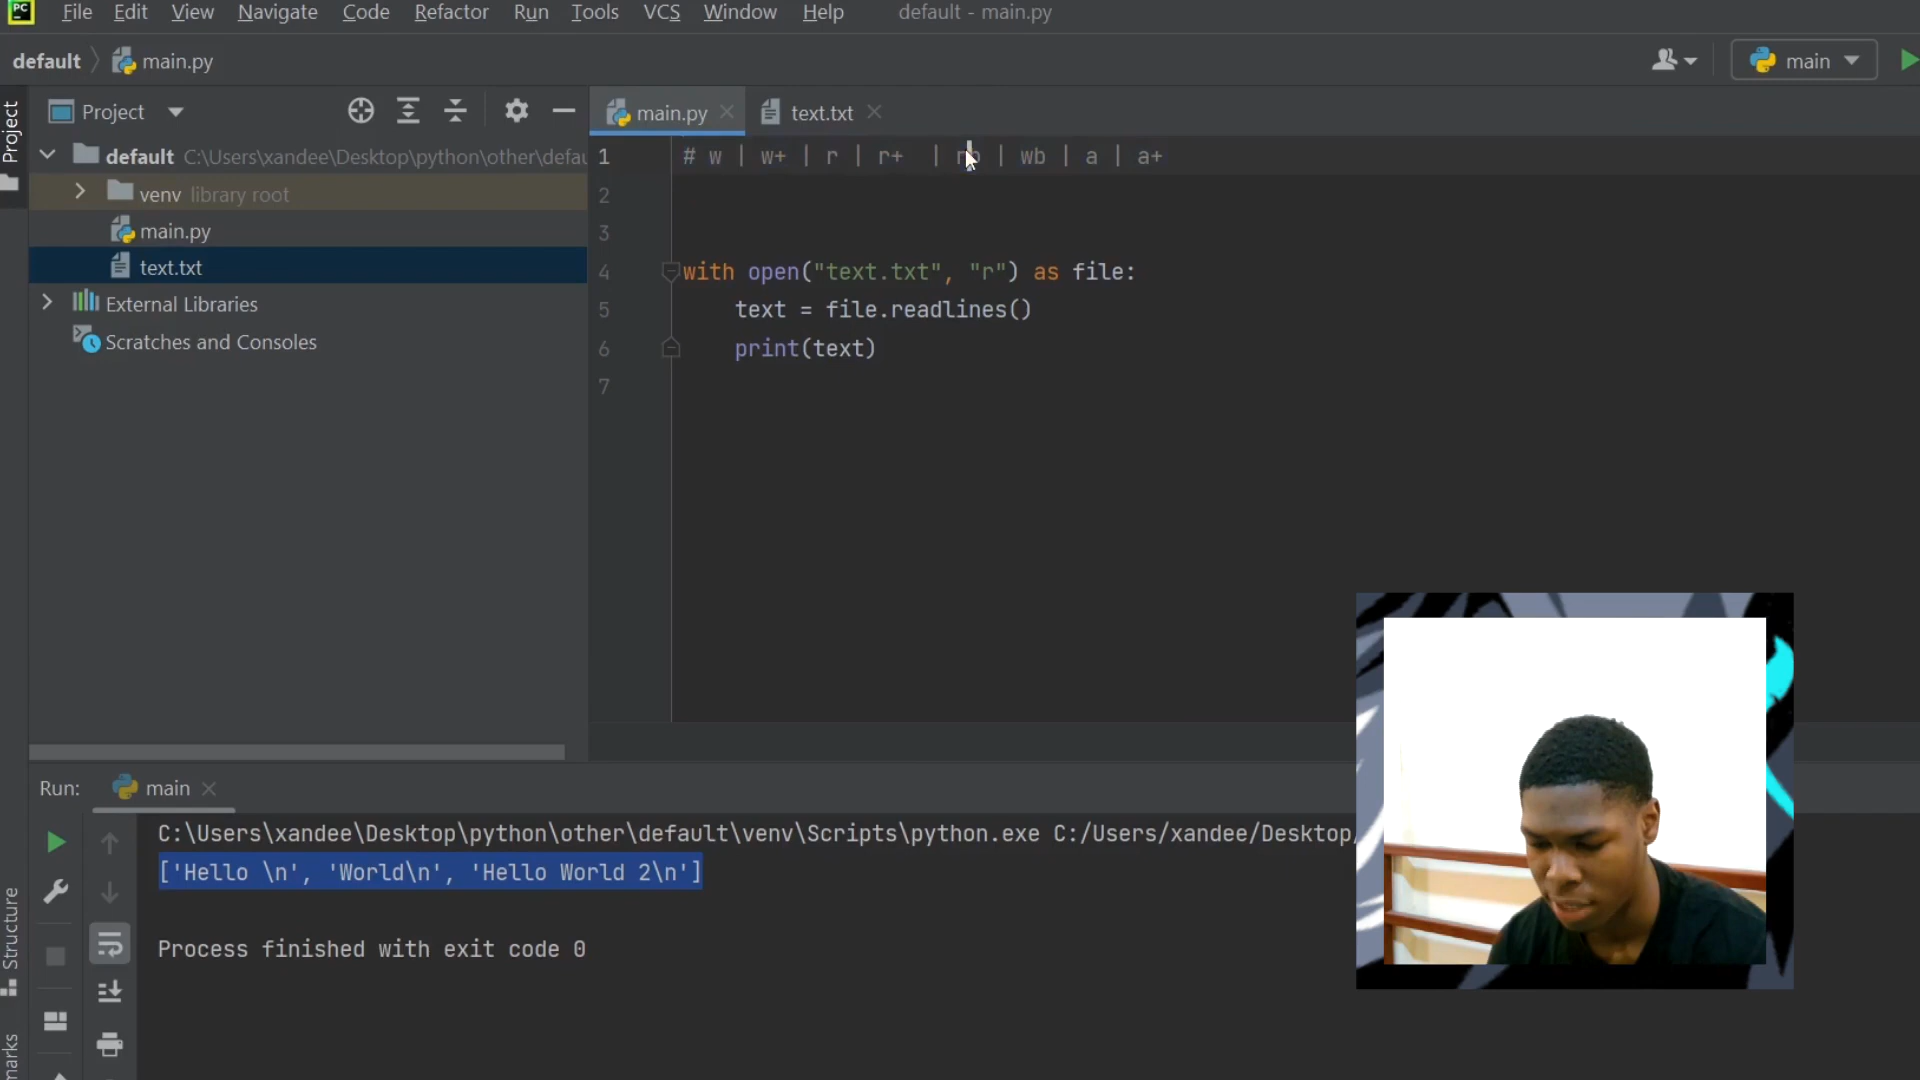 PC File Edit View Navigate Code Refactor Run Tools VCS Window Help default - main.py
default main.py main
Project
Project main.py text.txt
default C:\Users\xandee\Desktop\python\other\defau
venv library root
main.py
text.txt
External Libraries
Scratches and Consoles
1 # w | w+ | r | r+  | rb | wb | a | a+
2
3
4 with open("text.txt", "r") as file:
5     text = file.readlines()
6     print(text)
7
Run: main
C:\Users\xandee\Desktop\python\other\default\venv\Scripts\python.exe C:/Users/xandee/Desktop/
['Hello \n', 'World\n', 'Hello World 2\n']
Process finished with exit code 0
Structure
marks